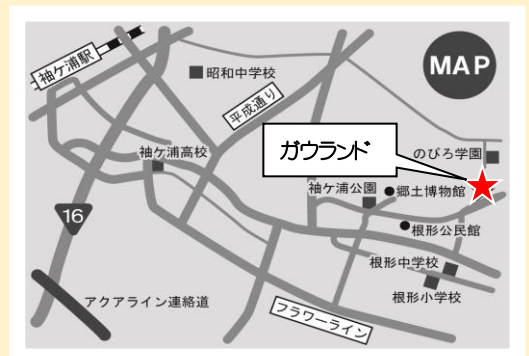 袖ケ浦駅
昭和中学校
MAP
平成通り
ガウランド
のびろ学園
袖ケ浦高校
袖ケ浦公園
郷土博物館
16
根形公民館
根形中学校
アクアライン連絡道
フラワーライン
根形小学校